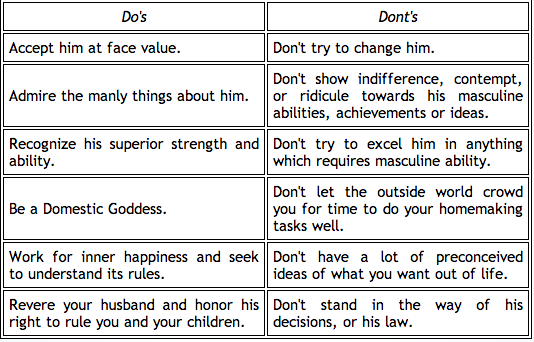 Do's
Dont's
Accept him at face value.
Don't try to change him.
Admire the manly things about him.
Don't show indifference, contempt,
or ridicule towards his masculine
abilities, achievements or ideas.
Recognize his superior strength and
ability.
Don't try to excel him in anything
which requires masculine ability.
Be a Domestic Goddess.
Don't let the outside world crowd
you for time to do your homemaking
tasks well.
Work for inner happiness and seek
to understand its rules.
Don't have a lot of preconceived
ideas of what you want out of life.
Revere your husband and honor his
right to rule you and your children.
Don't stand in the way of his
decisions, or his law.